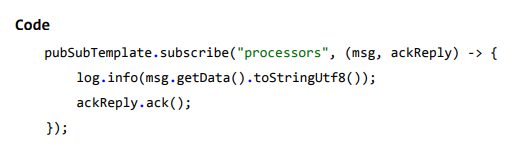 Code
pubSubTemplate.subscribe("processors", (msg, ackReply) -> {
    log.info(msg.getData().toStringUtf8());
    ackReply.ack();
});